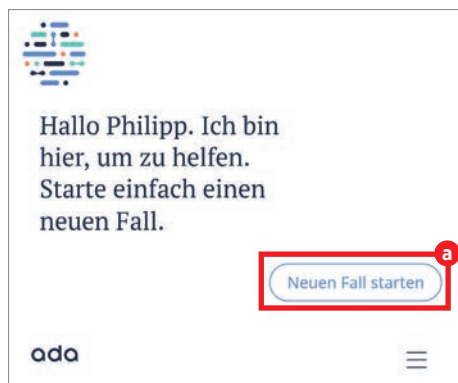 Hallo Philipp. Ich bin
hier, um zu helfen.
Starte einfach einen
neuen Fall.
a
Neuen Fall starten
ada